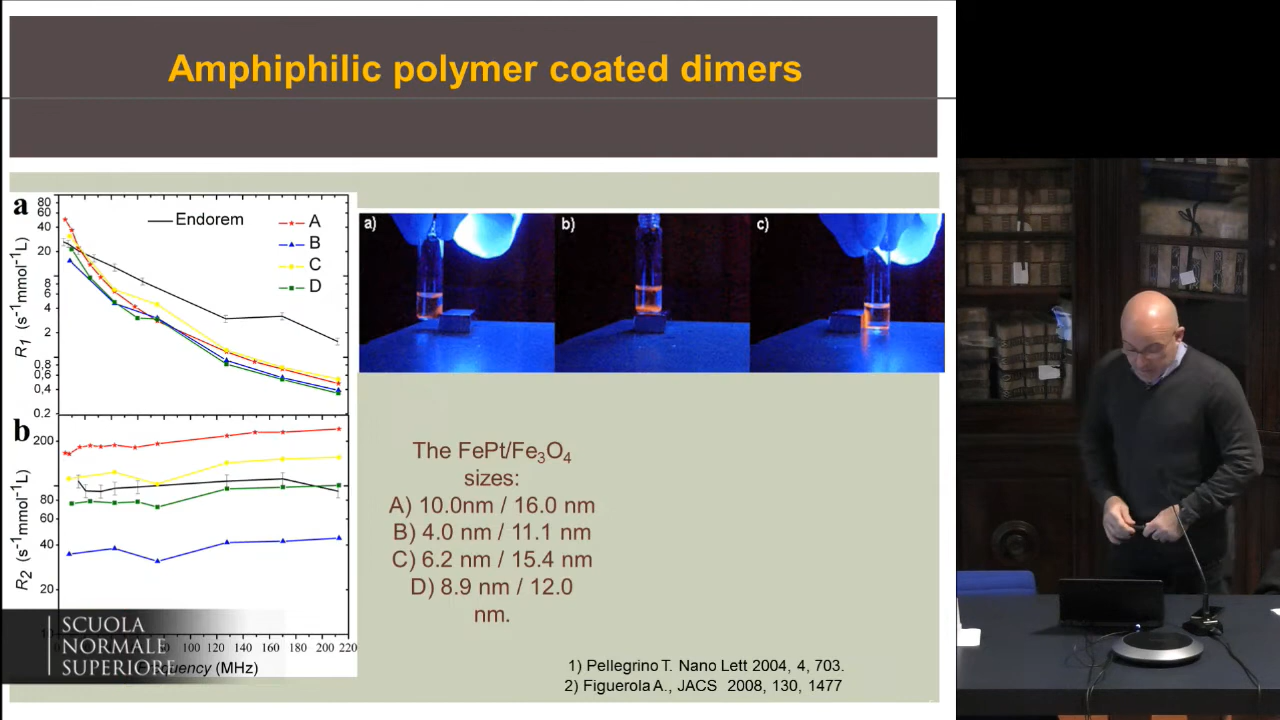 Amphiphilic polymer coated dimers
a
80
60
40
20
8
6
4
2
0,8
0,6
0,4
0,2
R1 (s-1mmol-1L)
Endorem
A
B
C
D
b
200
80
60
40
20
R2 (s-1mmol-1L)
100 120 140 160 180 200 220
Frequency (MHz)
a)
b)
c)
The FePt/Fe3O4
sizes:
A) 10.0nm / 16.0 nm
B) 4.0 nm / 11.1 nm
C) 6.2 nm / 15.4 nm
D) 8.9 nm / 12.0
nm.
1) Pellegrino T. Nano Lett 2004, 4, 703.
2) Figuerola A., JACS 2008, 130, 1477
SCUOLA
NORMALE
SUPERIORE